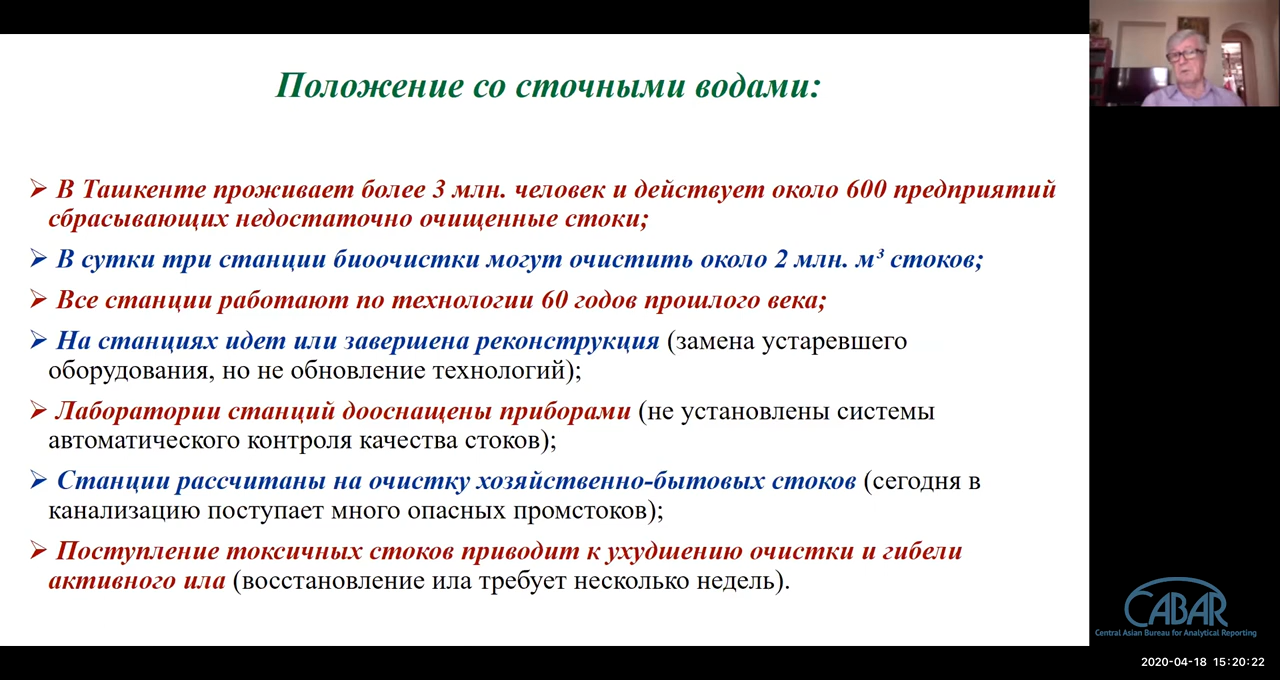 Положение со сточными водами:
➢ В Ташкенте проживает более 3 млн. человек и действует около 600 предприятий
сбрасывающих недостаточно очищенные стоки;
➢ В сутки три станции биоочистки могут очистить около 2 млн. м³ стоков;
➢ Все станции работают по технологии 60 годов прошлого века;
➢ На станциях идет или завершена реконструкция (замена устаревшего
оборудования, но не обновление технологий);
➢ Лаборатории станций дооснащены приборами (не установлены системы
автоматического контроля качества стоков);
➢ Станции рассчитаны на очистку хозяйственно-бытовых стоков (сегодня в
канализацию поступает много опасных промстоков);
➢ Поступление токсичных стоков приводит к ухудшению очистки и гибели
активного ила (восстановление ила требует несколько недель).
CABAR
Central Asian Bureau for Analytical Reporting
2020-04-18 15:20:22